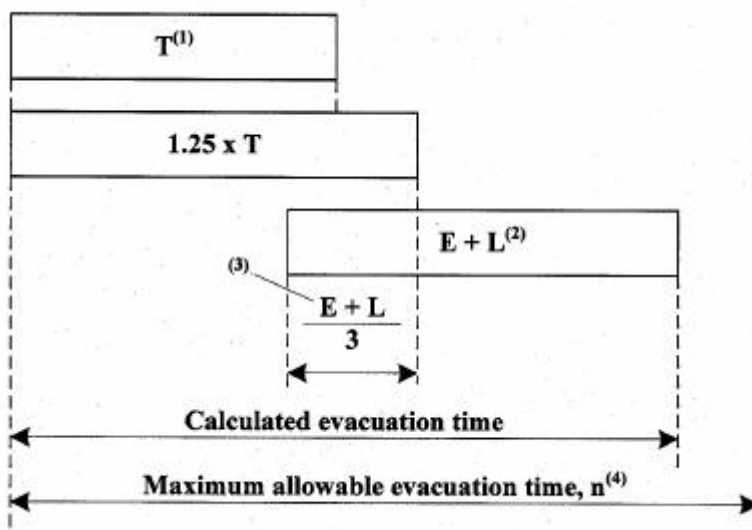 T(1)
1.25 x T
E + L(2)
(3)
E + L
3
Calculated evacuation time
Maximum allowable evacuation time, n(4)